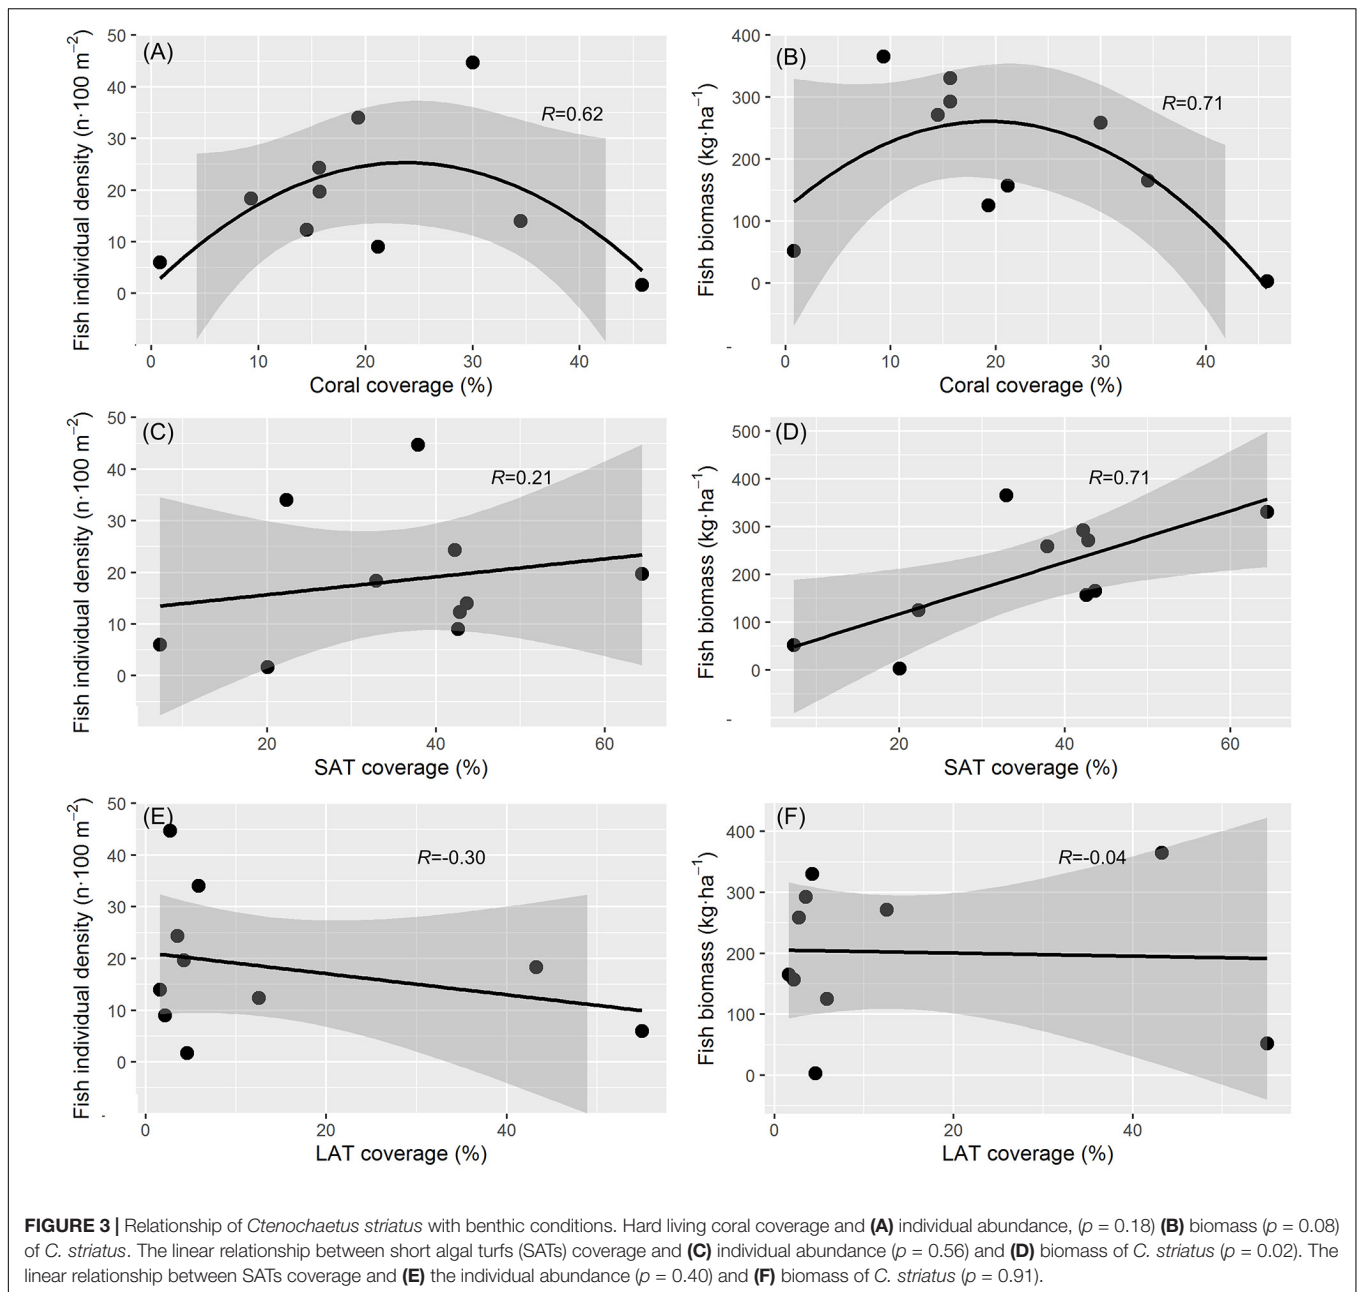 (A)
R=0.62
Fish individual density (n·100 m−2)
50
40
30
20
10
0
0 10 20 30 40
Coral coverage (%)
(B)
R=0.71
Fish biomass (kg·ha−1)
400
300
200
100
0
-
0 10 20 30 40
Coral coverage (%)
(C)
R=0.21
Fish individual density (n·100 m−2)
50
40
30
20
10
0
20 40 60
SAT coverage (%)
(D)
R=0.71
Fish biomass (kg·ha−1)
500
400
300
200
100
0
-
20 40 60
SAT coverage (%)
(E)
R=-0.30
Fish individual density (n·100 m−2)
50
40
30
20
10
0
-
0 20 40
LAT coverage (%)
(F)
R=-0.04
Fish biomass (kg·ha−1)
400
300
200
100
0
0 20 40
LAT coverage (%)
FIGURE 3 | Relationship of Ctenochaetus striatus with benthic conditions. Hard living coral coverage and (A) individual abundance, (p = 0.18) (B) biomass (p = 0.08)
of C. striatus. The linear relationship between short algal turfs (SATs) coverage and (C) individual abundance (p = 0.56) and (D) biomass of C. striatus (p = 0.02). The
linear relationship between SATs coverage and (E) the individual abundance (p = 0.40) and (F) biomass of C. striatus (p = 0.91).